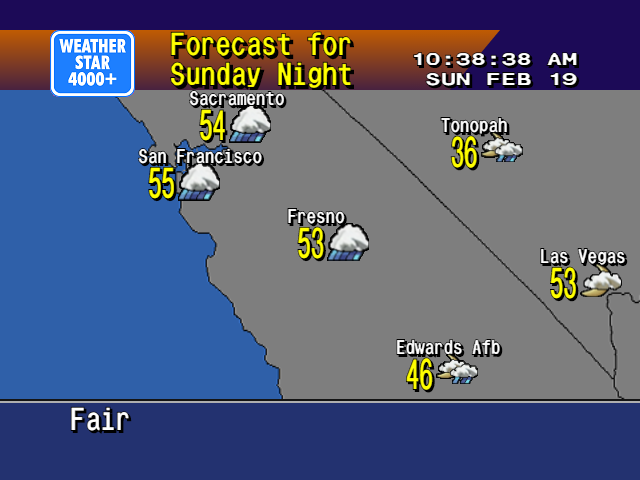 WEATHER
STAR
4000+
Forecast for
Sunday Night
10:38:38 AM
SUN FEB 19
Sacramento
54
Tonopah
36
San Francisco
55
Fresno
53
Las Vegas
53
Edwards Afb
46
Fair